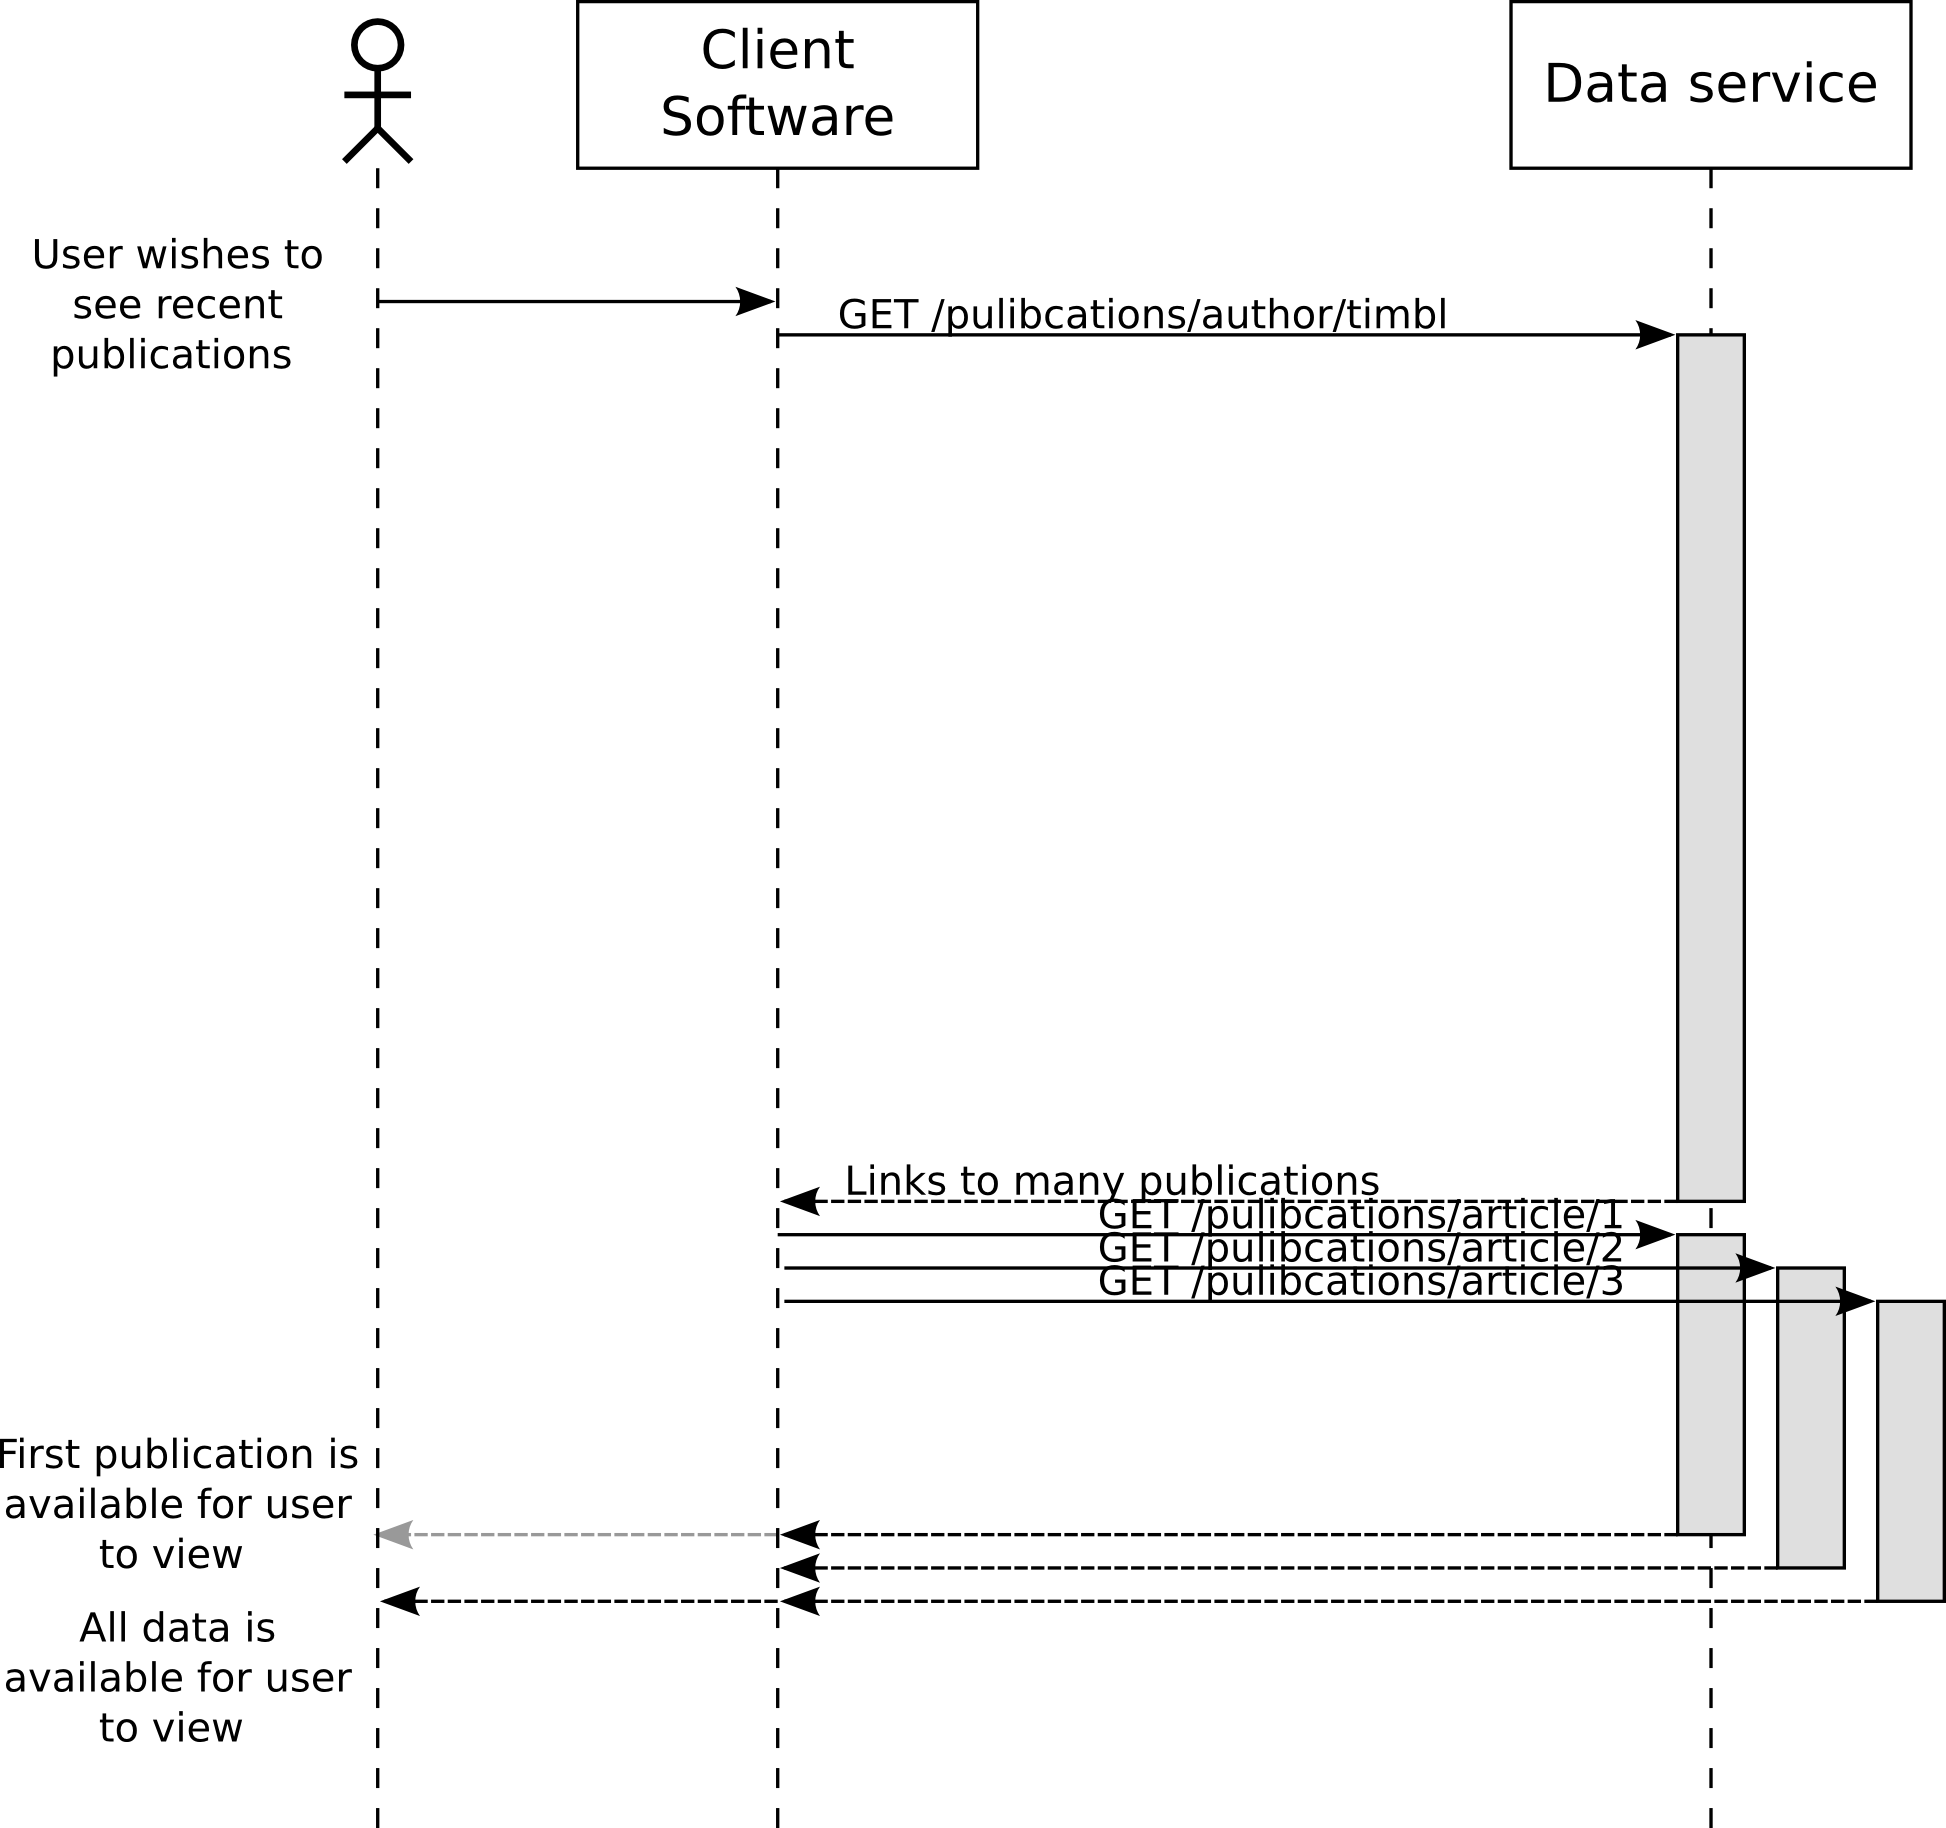 Client
Software
Data service
User wishes to
see recent
publications
GET /pulibcations/author/timbl
Links to many publications
GET /pulibcations/article/1
GET /pulibcations/article/2
GET /pulibcations/article/3
First publication is
available for user
to view
All data is
available for user
to view